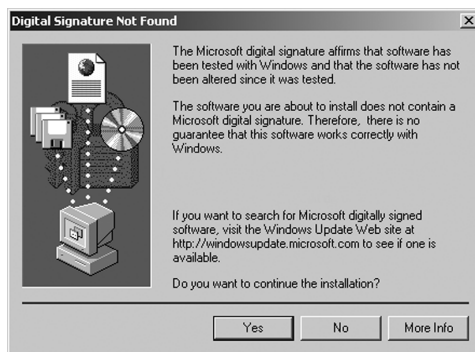 Digital Signature Not Found
The Microsoft digital signature affirms that software has
been tested with Windows and that the software has not
been altered since it was tested.
The software you are about to install does not contain a
Microsoft digital signature. Therefore, there is no
guarantee that this software works correctly with
Windows.
If you want to search for Microsoft digitally signed
software, visit the Windows Update Web site at
http://windowsupdate.microsoft.com to see if one is
available.
Do you want to continue the installation?
Yes No More Info